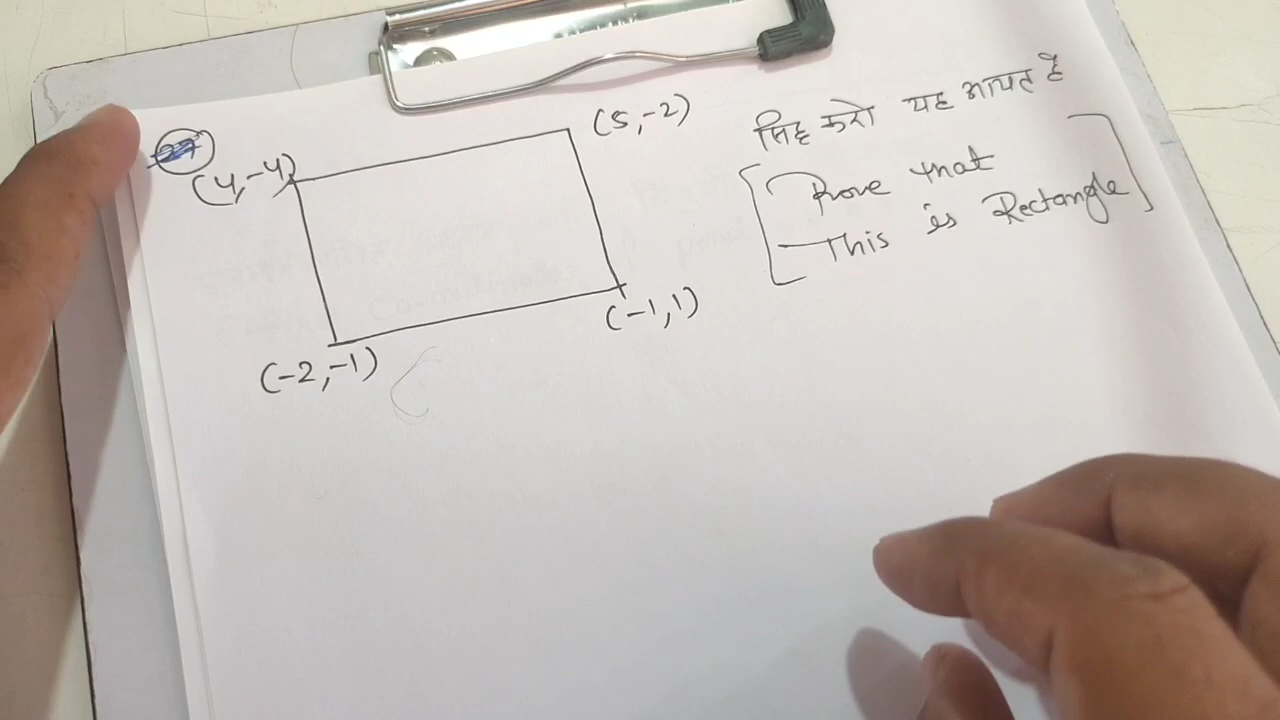 (4,-4)
(5,-2)
(-2,-1)
(-1,1)
सिद्ध करो यह आयत है
[Prove that
This is Rectangle]